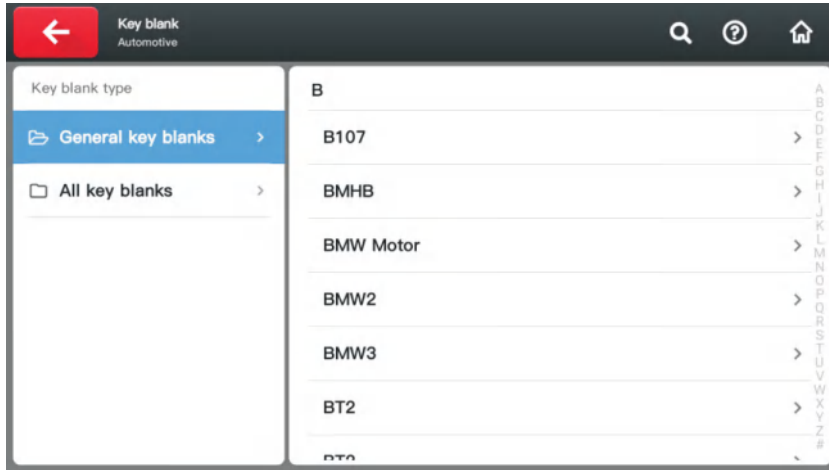 Key blank
Automotive
Key blank type
General key blanks
All key blanks
B
B107
BMHB
BMW Motor
BMW2
BMW3
BT2
A
B
C
D
E
F
G
H
I
J
K
L
M
N
O
P
Q
R
S
T
U
V
W
X
Y
Z
#